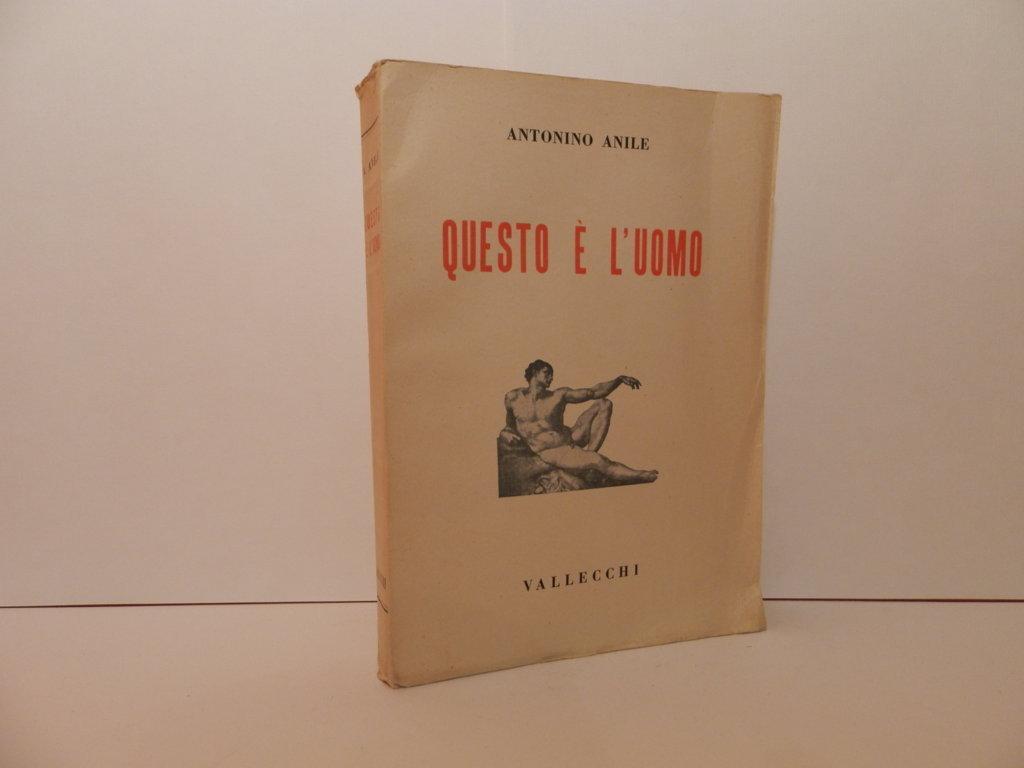 ANTONINO ANILE
QUESTO È L'UOMO
VALLECCHI